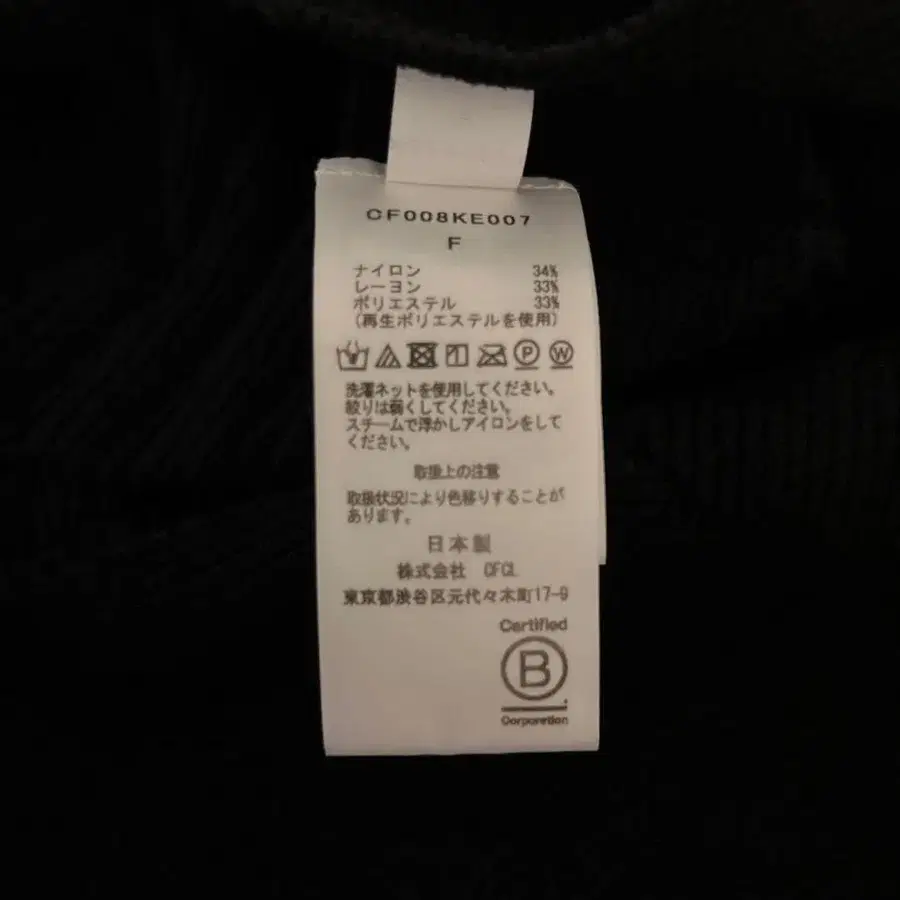 CF008KE007
F
ナイロン 34%
レーヨン 33%
ポリエステル 33%
(再生ポリエステルを使用)
P W
洗濯ネットを使用してください。
絞りは弱くしてください。
スチームで浮かしアイロンをして
ください。
取扱上の注意
取扱状況により色移りすることが
あります。
日本製
株式会社 CFCL
東京都渋谷区元代々木町17-9
Certified
B
Corporation